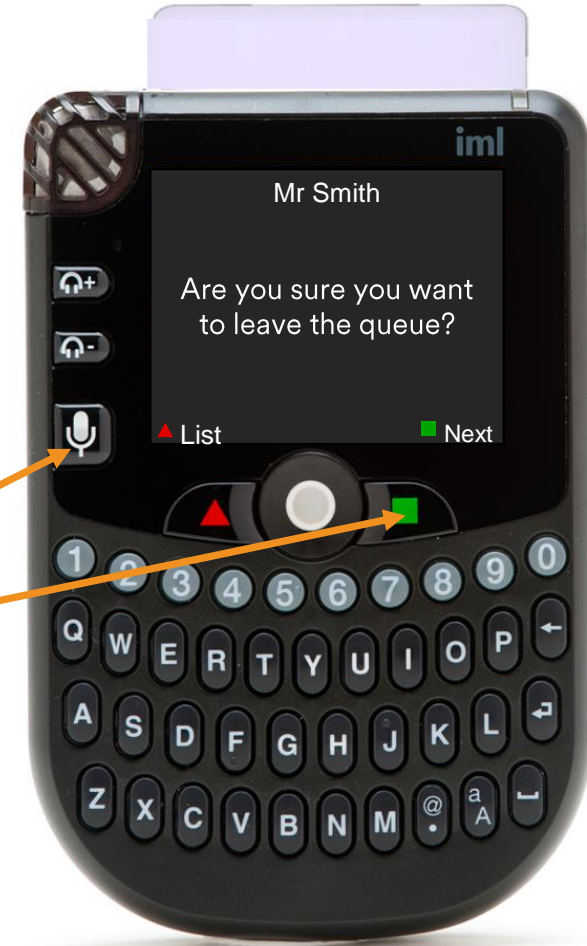 iml
Mr Smith
Are you sure you want
to leave the queue?
List
Next
+
-
1 2 3 4 5 6 7 8 9 0
Q W E R T Y U I O P
A S D F G H J K L
Z X C V B N M @ . a A